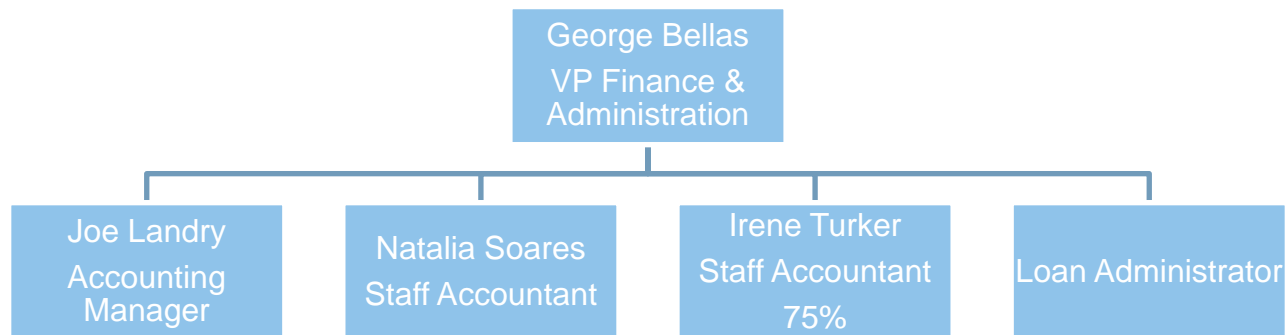 George Bellas
VP Finance &
Administration
Joe Landry
Accounting
Manager
Natalia Soares
Staff Accountant
Irene Turker
Staff Accountant
75%
Loan Administrator